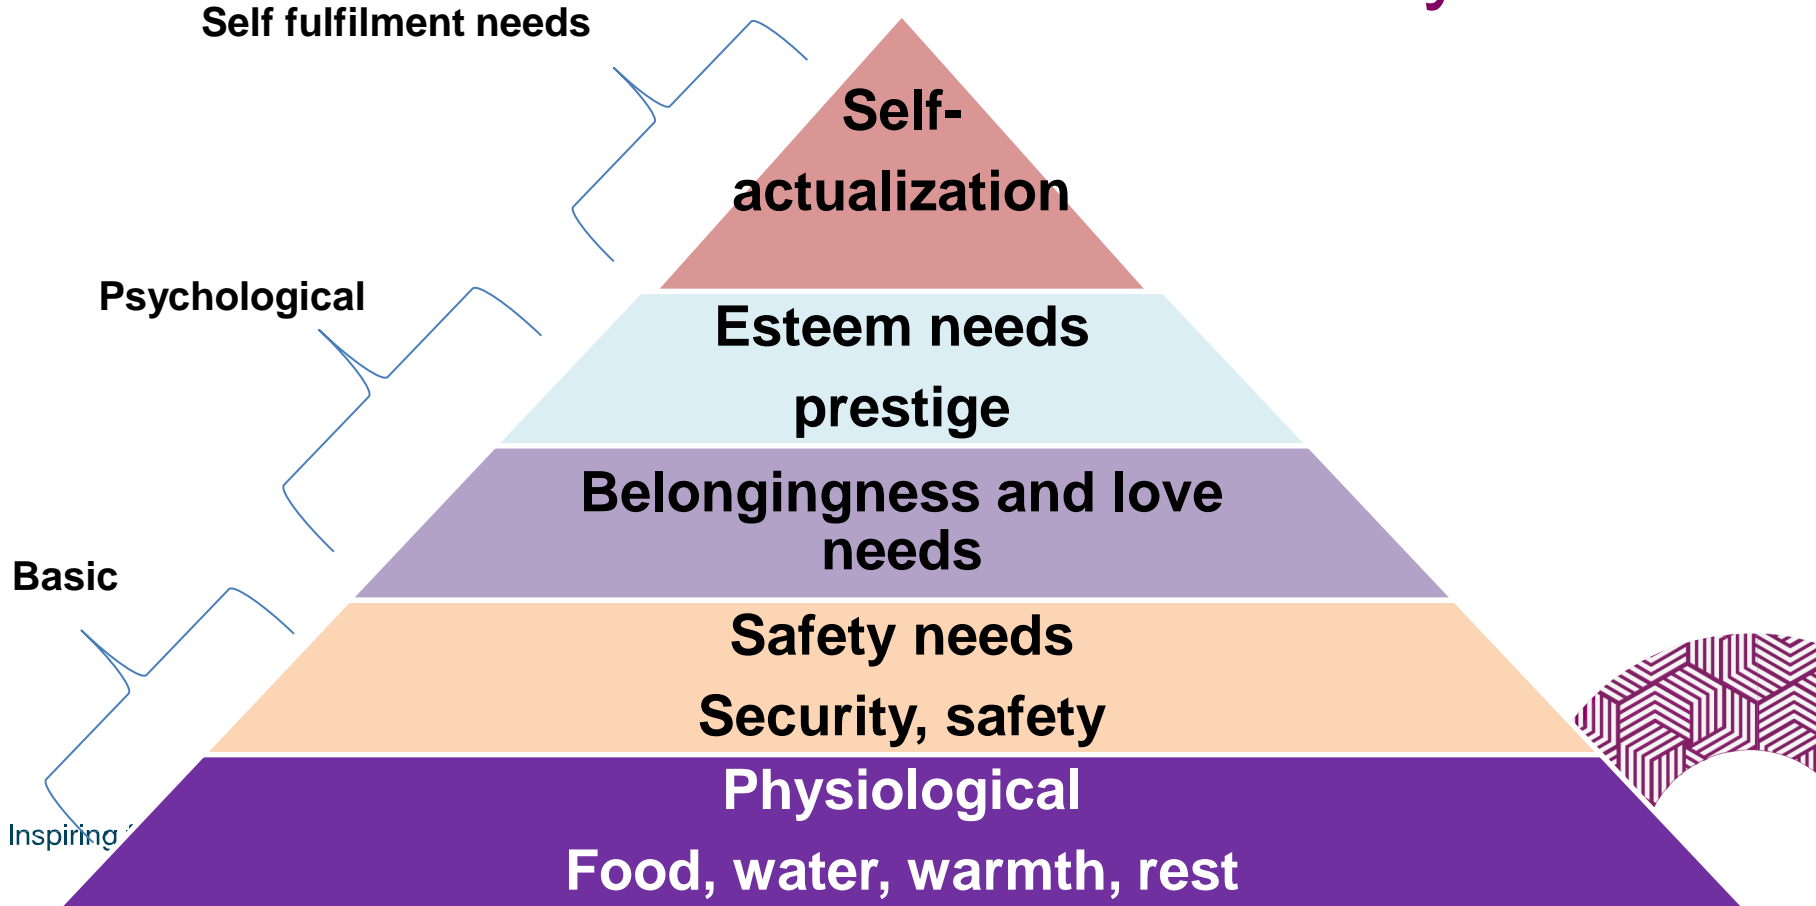 Self fulfilment needs
Self-
actualization
Psychological
Esteem needs
prestige
Belongingness and love
needs
Basic
Safety needs
Security, safety
Physiological
Inspiring
Food, water, warmth, rest